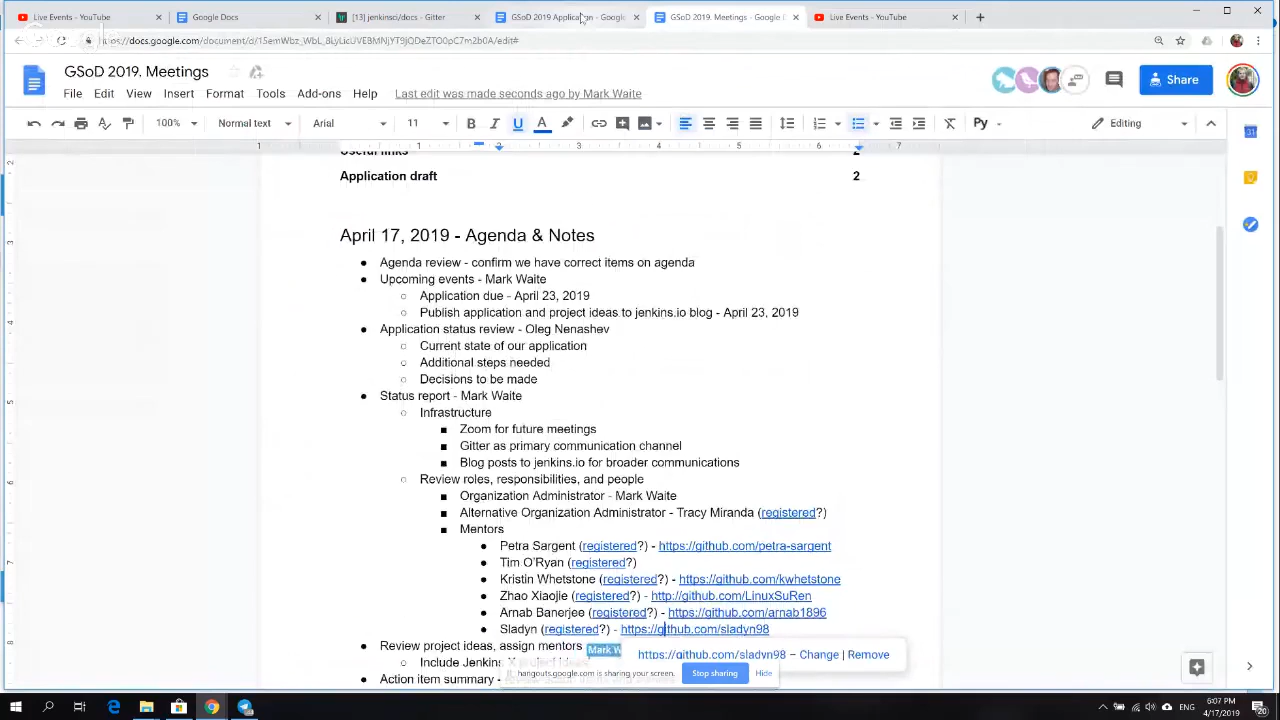 Live Events - YouTube
Google Docs
[13] jenkinsci/docs - Gitter
GSoD 2019 Application - Google
GSoD 2019. Meetings - Google
Live Events - YouTube
GSoD 2019. Meetings
File Edit View Insert Format Tools Add-ons Help Last edit was made seconds ago by Mark Waite
Share
100% Normal text Arial 11 Editing
Useful links 2
Application draft 2
April 17, 2019 - Agenda & Notes
Agenda review - confirm we have correct items on agenda
Upcoming events - Mark Waite
Application due - April 23, 2019
Publish application and project ideas to jenkins.io blog - April 23, 2019
Application status review - Oleg Nenashev
Current state of our application
Additional steps needed
Decisions to be made
Status report - Mark Waite
Infrastructure
Zoom for future meetings
Gitter as primary communication channel
Blog posts to jenkins.io for broader communications
Review roles, responsibilities, and people
Organization Administrator - Mark Waite
Alternative Organization Administrator - Tracy Miranda (registered?)
Mentors
Petra Sargent (registered?) - https://github.com/petra-sargent
Tim O'Ryan (registered?)
Kristin Whetstone (registered?) - https://github.com/kwhetstone
Zhao Xiaojie (registered?) - http://github.com/LinuxSuRen
Arnab Banerjee (registered?) - https://github.com/arnab1896
Sladyn (registered?) - https://github.com/sladyn98
Review project ideas, assign mentors
Mark W
https://github.com/sladyn98 – Change | Remove
Include Jenkins X project ideas
hangouts.google.com is sharing your screen. Stop sharing Hide
Action item summary -
6:07 PM
4/17/2019
20